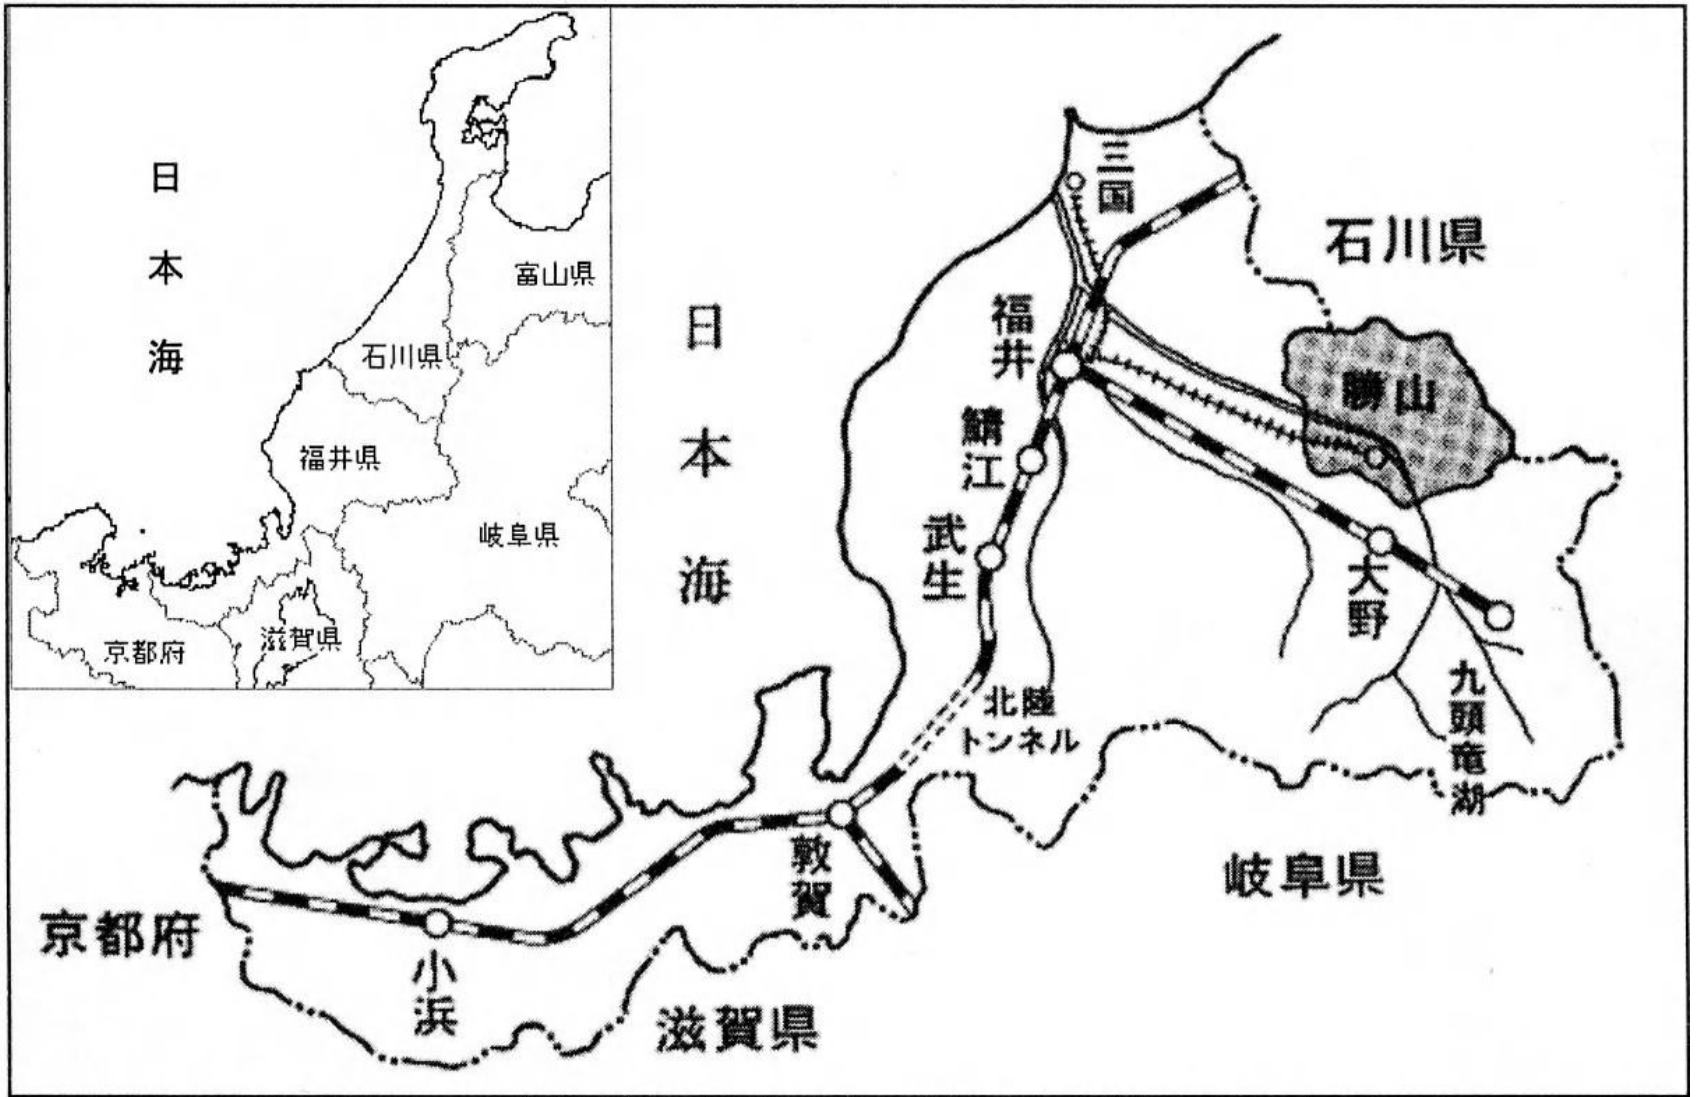 日本海
富山県
石川県
福井県
岐阜県
京都府
滋賀県
三国
石川県
日本海
福井
勝山
鯖江
武生
大野
北陸
トンネル
九頭竜湖
敦賀
岐阜県
京都府
小浜
滋賀県